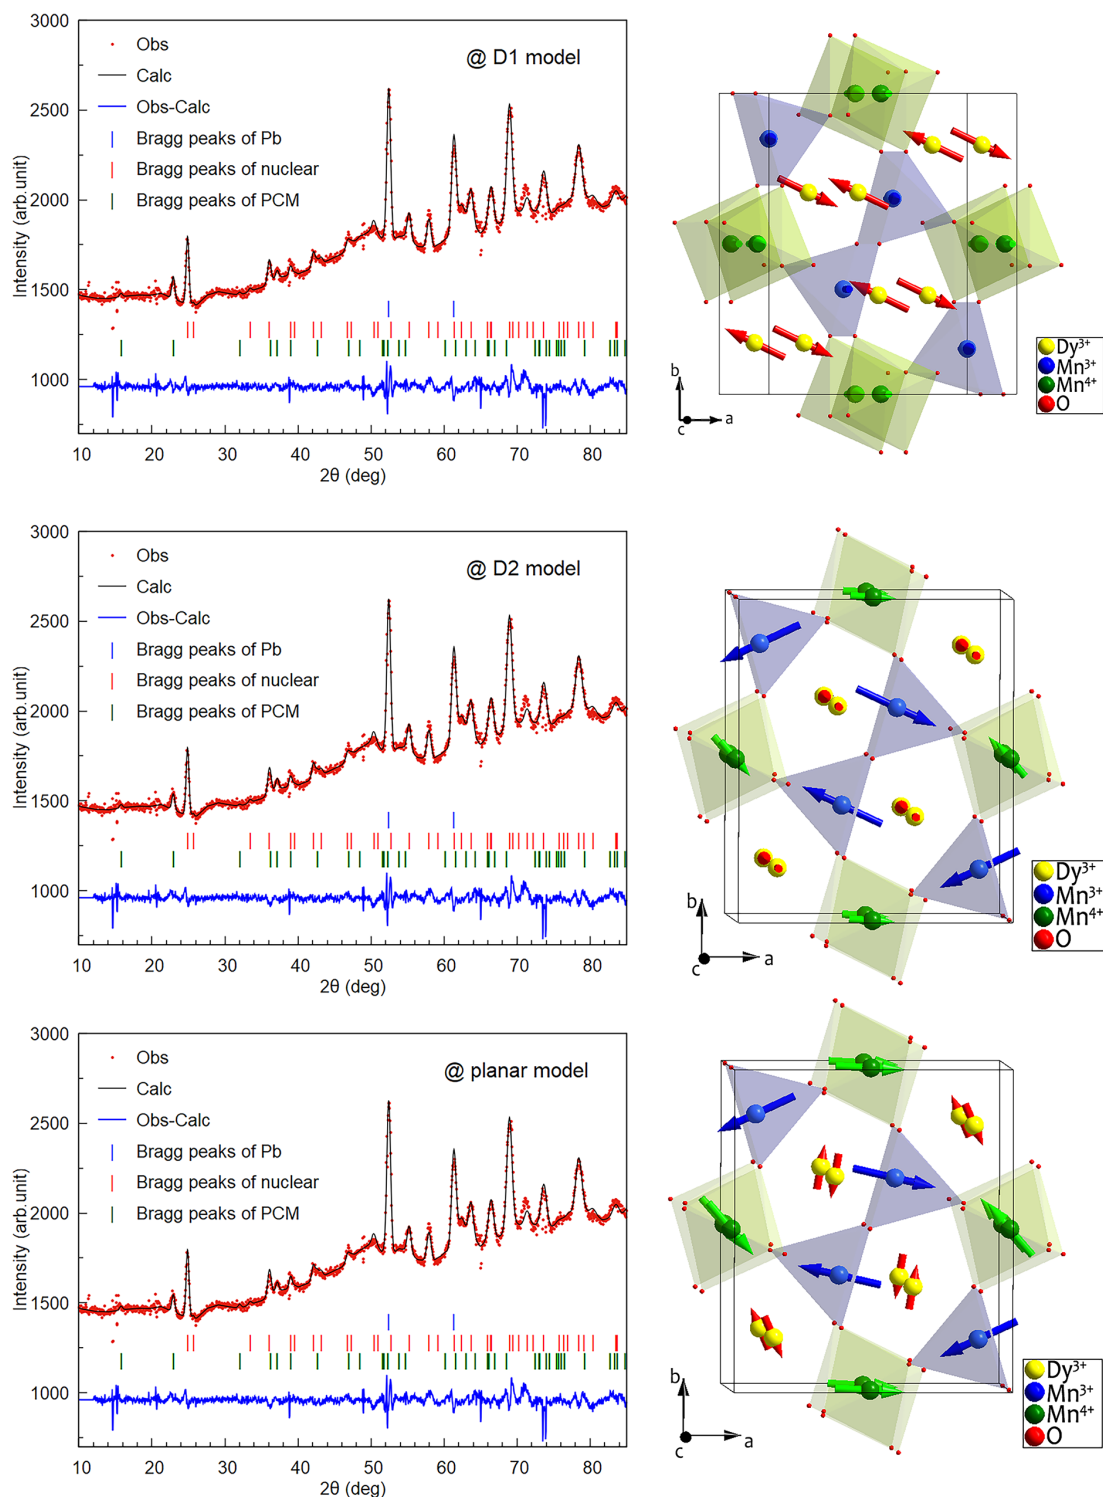 3000
2500
2000
1500
1000
Intensity (arb.unit)
Obs
Calc
Obs-Calc
Bragg peaks of Pb
Bragg peaks of nuclear
Bragg peaks of PCM
@ D1 model
10 20 30 40 50 60 70 80
2θ (deg)
b
c
a
Dy³⁺
Mn³⁺
Mn⁴⁺
O
3000
2500
2000
1500
1000
Intensity (arb.unit)
Obs
Calc
Obs-Calc
Bragg peaks of Pb
Bragg peaks of nuclear
Bragg peaks of PCM
@ D2 model
10 20 30 40 50 60 70 80
2θ (deg)
b
c
a
Dy³⁺
Mn³⁺
Mn⁴⁺
O
3000
2500
2000
1500
1000
Intensity (arb.unit)
Obs
Calc
Obs-Calc
Bragg peaks of Pb
Bragg peaks of nuclear
Bragg peaks of PCM
@ planar model
10 20 30 40 50 60 70 80
2θ (deg)
b
c
a
Dy³⁺
Mn³⁺
Mn⁴⁺
O